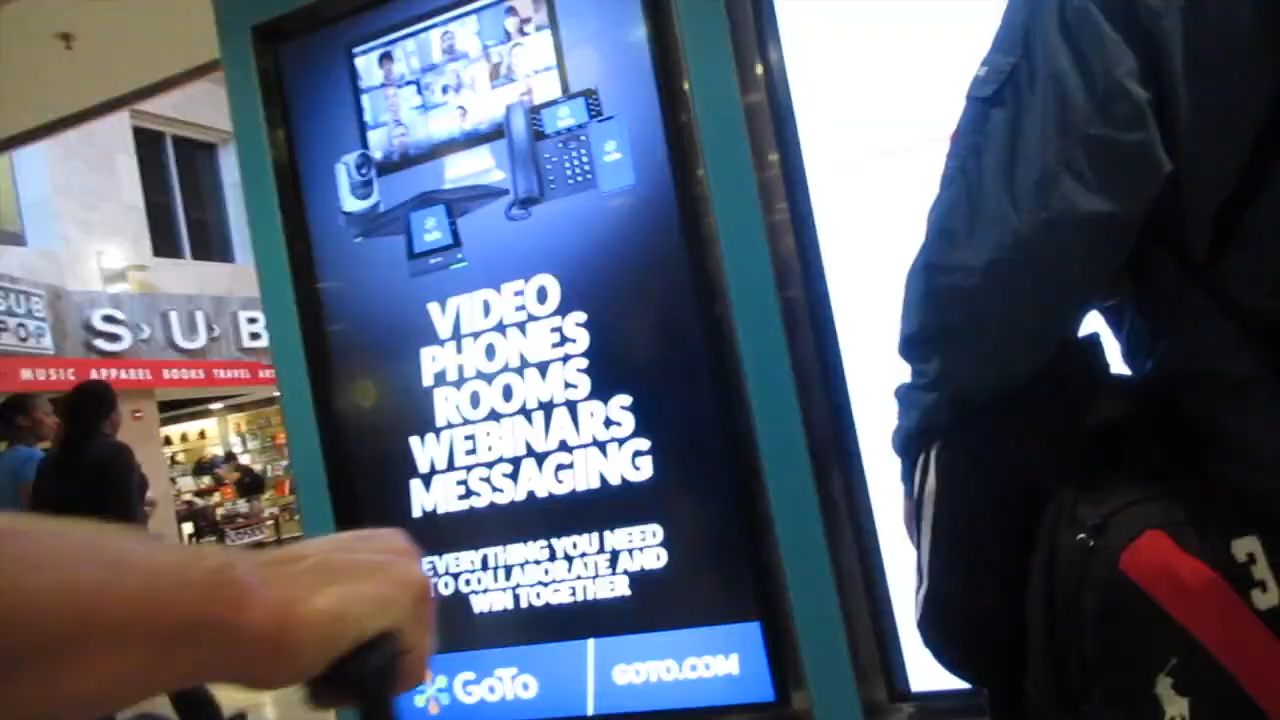 VIDEO
PHONES
ROOMS
WEBINARS
MESSAGING
EVERYTHING YOU NEED
TO COLLABORATE AND
WIN TOGETHER
GoTo
GOTO.COM
SUB
POP
S›U›B
MUSIC APPAREL BOOKS TRAVEL
3